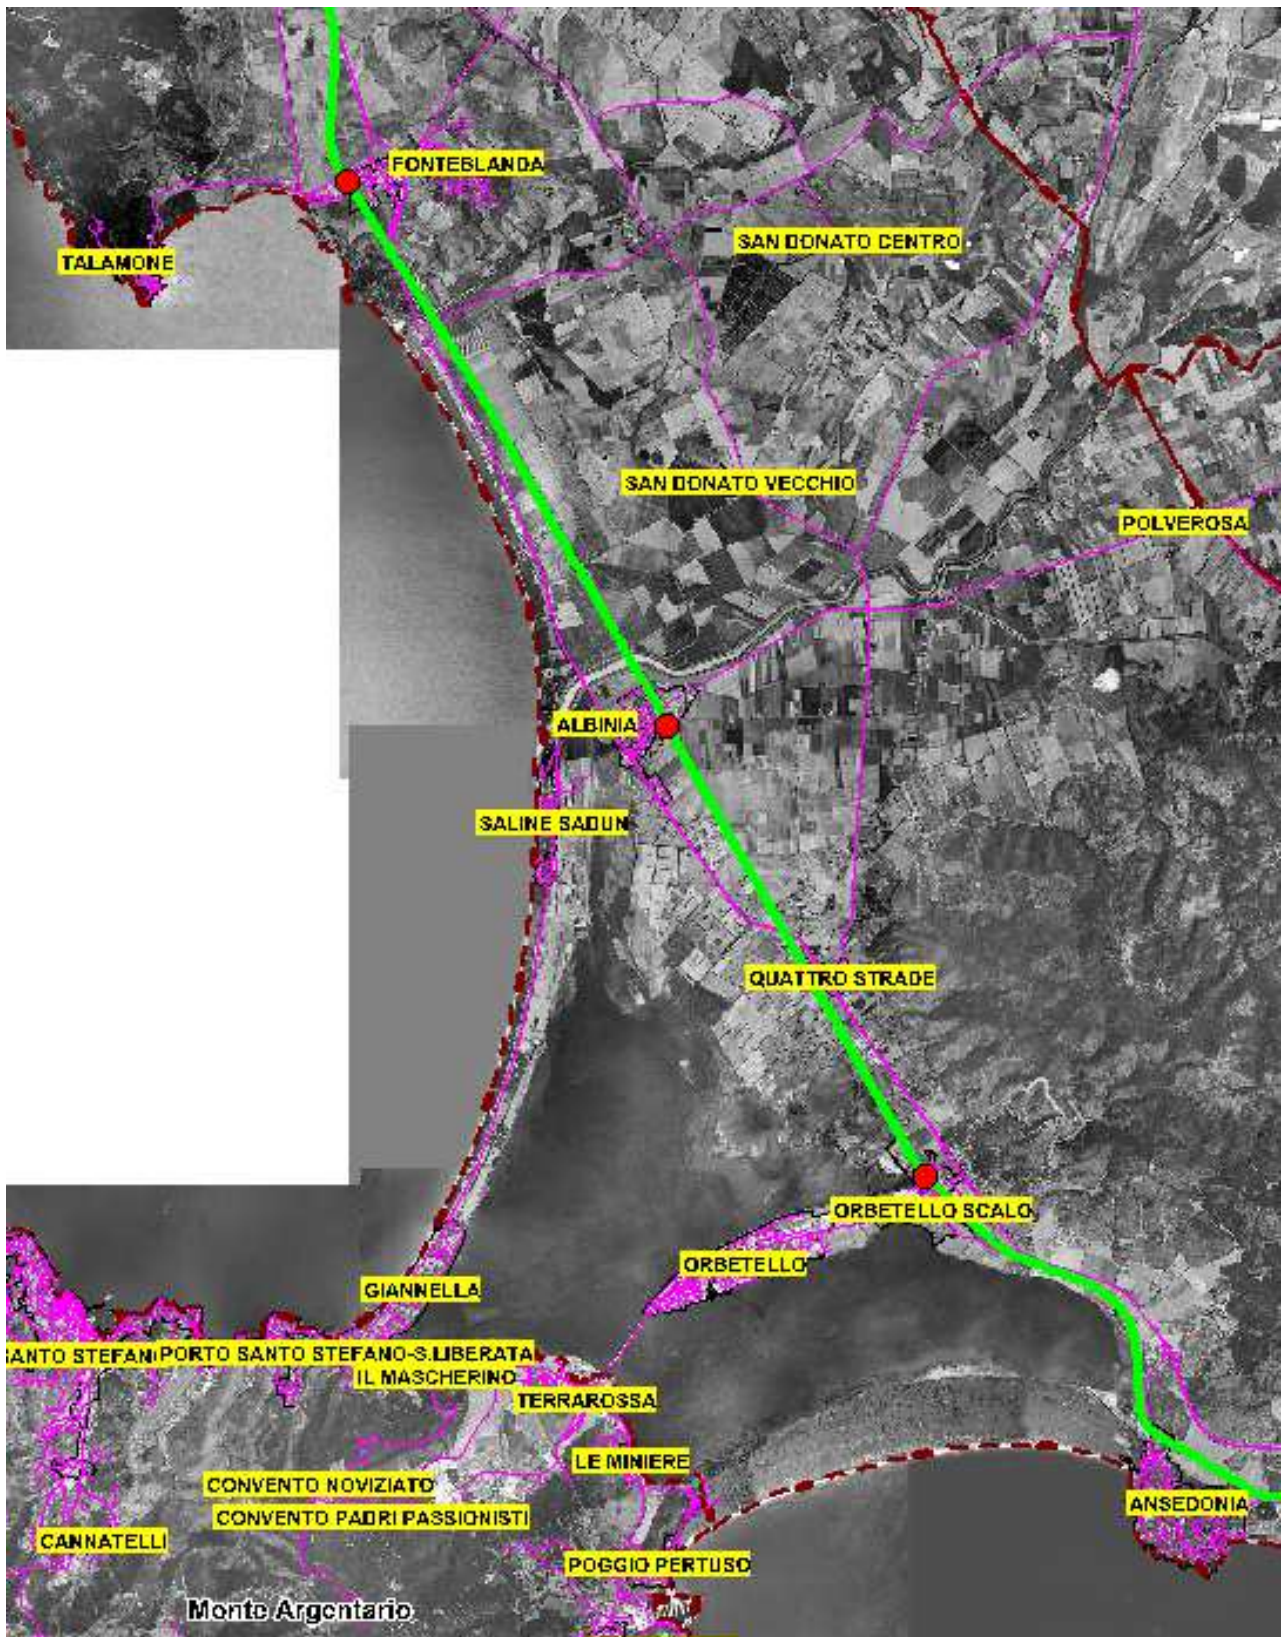 FONTEBLANDA
SAN DONATO CENTRO
TALAMONE
SAN DONATO VECCHIO
POLVEROSA
ALBINIA
SALINE SADUN
QUATTRO STRADE
ORBETELLO SCALO
ORBETELLO
GIANNELLA
SANTO STEFANO
PORTO SANTO STEFANO-S.LIBERATA
IL MASCHERINO
TERRAROSSA
LE MINIERE
CONVENTO NOVIZIATO
ANSEDONIA
CONVENTO PADRI PASSIONISTI
CANNATELLI
POGGIO PERTUSO
Monte Argentario